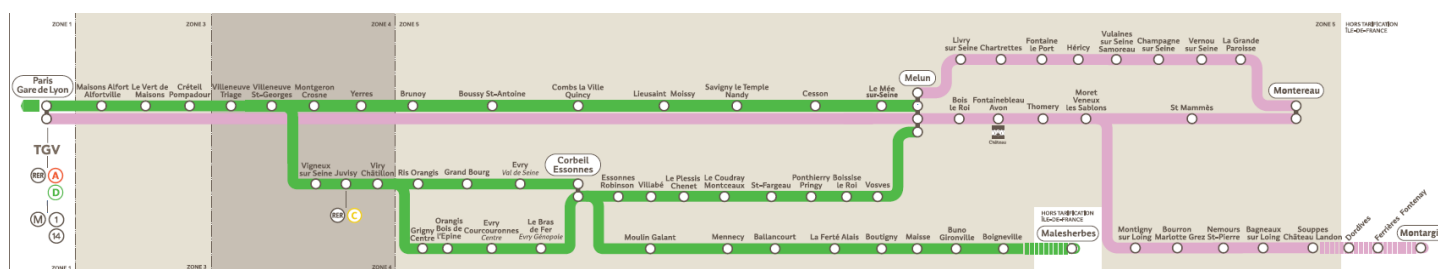 ZONE 1
ZONE 3
ZONE 4
ZONE 5
ZONE 5
HORS TARIFICATION
ÎLE-DE-FRANCE
Paris
Gare de Lyon
Maisons Alfort
Alfortville
Le Vert de
Maisons
Créteil
Pompadour
Villeneuve
Triage
Villeneuve
St-Georges
Montgeron
Crosne
Yerres
Brunoy
Boussy St-Antoine
Combs la Ville
Quincy
Lieusaint Moissy
Savigny le Temple
Nandy
Cesson
Le Mée
sur-Seine
Melun
Livry
sur Seine
Chartrettes
Fontaine
le Port
Héricy
Vulaines
sur Seine
Samoreau
Champagne
sur Seine
Vernou
sur Seine
La Grande
Paroisse
Bois
le Roi
Fontainebleau
Avon
Château
Thomery
Moret
Veneux
les Sablons
St Mammès
Montereau
TGV
RER A
D
M 1
14
Vigneux
sur Seine
Juvisy
Viry
Châtillon
RER C
Ris Orangis
Grand Bourg
Evry
Val de Seine
Corbeil
Essonnes
Essonnes
Robinson
Villabé
Le Plessis
Chenet
Le Coudray
Montceaux
St-Fargeau
Ponthierry
Pringy
Boissise
le Roi
Vosves
Grigny
Centre
Orangis
Bois de
l'Epine
Evry
Courcouronnes
Centre
Le Bras
de Fer
Evry Génopole
Moulin Galant
Mennecy
Ballancourt
La Ferté Alais
Boutigny
Maisse
Buno
Gironville
Boigneville
HORS TARIFICATION
ÎLE-DE-FRANCE
Malesherbes
Montigny
sur Loing
Bourron
Marlotte Grez
Nemours
St-Pierre
Bagneaux
sur Loing
Souppes
Château Landon
Dordives
Ferrières Fontenay
Montargi
ZONE 1
ZONE 3
ZONE 4